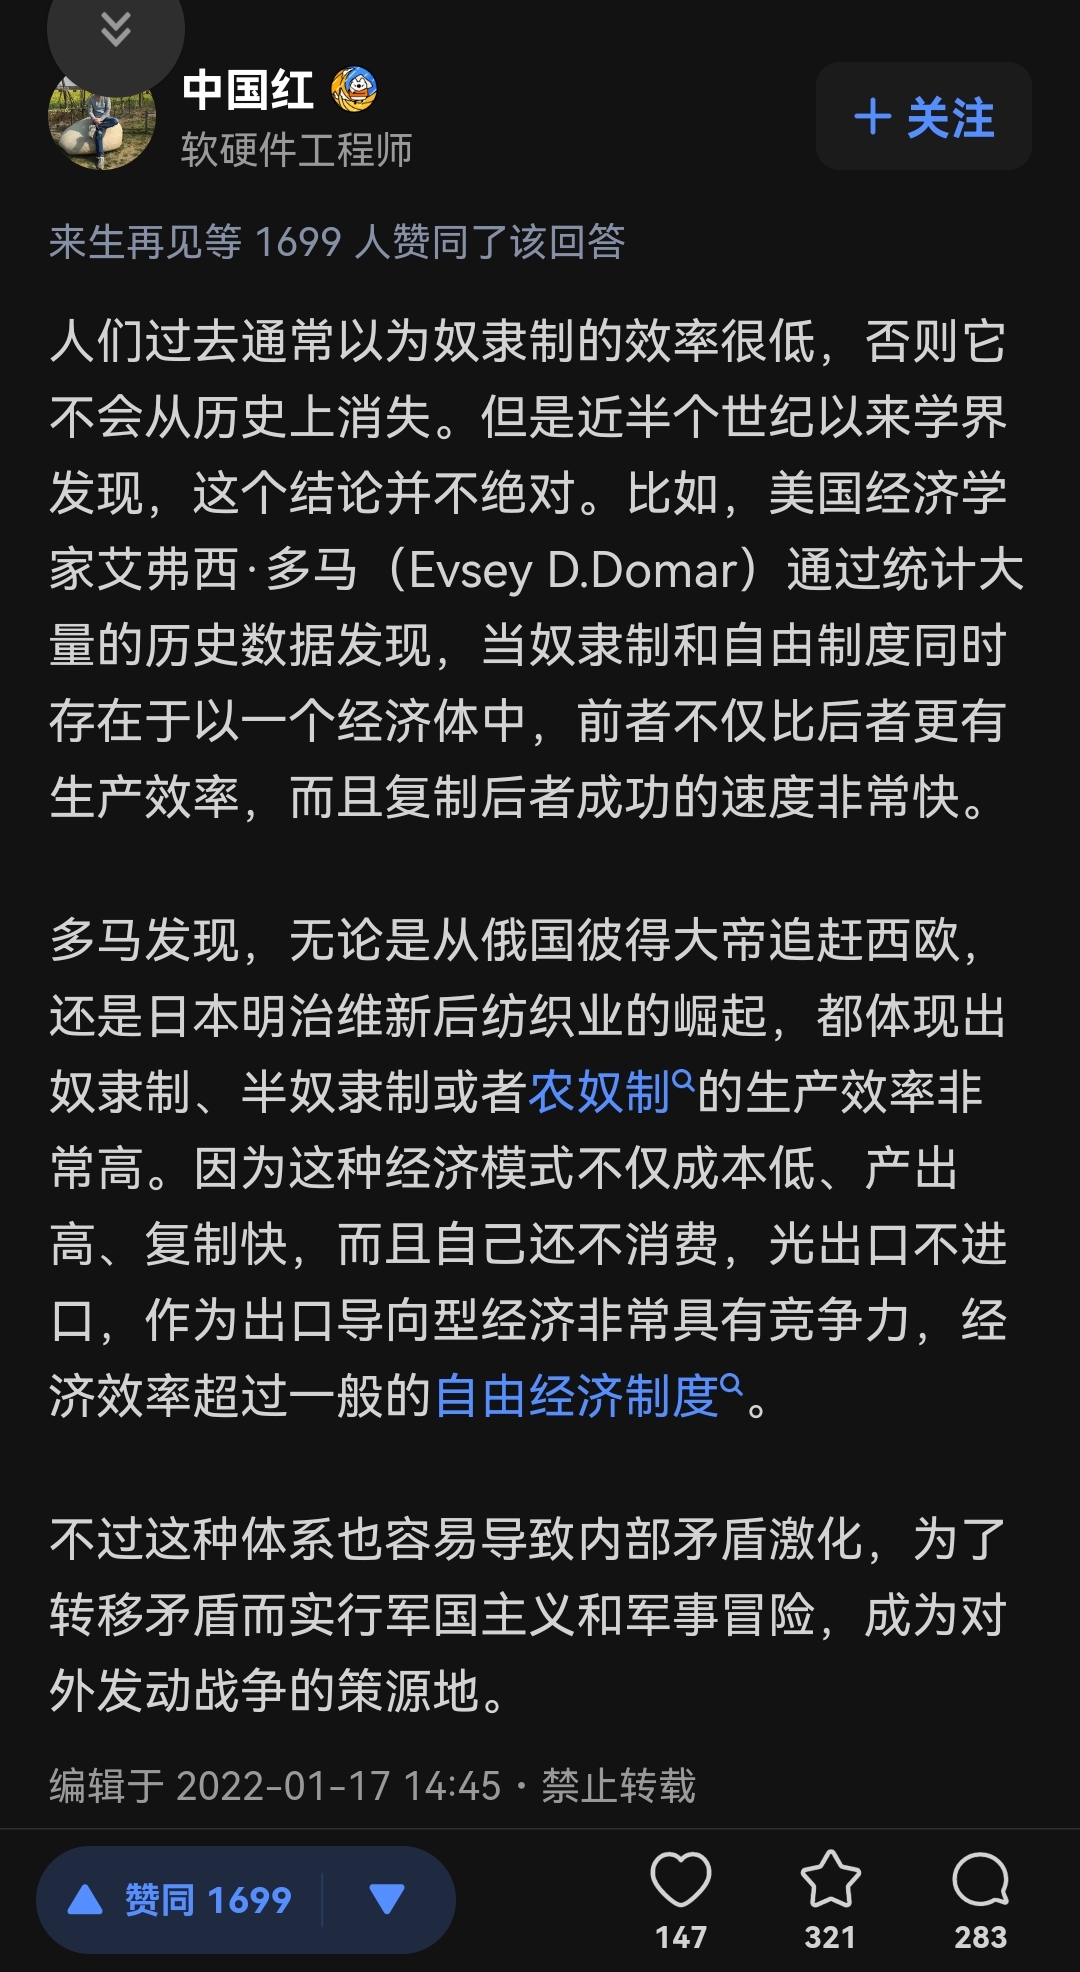 中国红
软硬件工程师
+ 关注
来生再见等 1699 人赞同了该回答
人们过去通常以为奴隶制的效率很低，否则它
不会从历史上消失。但是近半个世纪以来学界
发现，这个结论并不绝对。比如，美国经济学
家艾弗西·多马（Evsey D.Domar）通过统计大
量的历史数据发现，当奴隶制和自由制度同时
存在于以一个经济体中，前者不仅比后者更有
生产效率，而且复制后者成功的速度非常快。
多马发现，无论是从俄国彼得大帝追赶西欧，
还是日本明治维新后纺织业的崛起，都体现出
奴隶制、半奴隶制或者农奴制的生产效率非
常高。因为这种经济模式不仅成本低、产出
高、复制快，而且自己还不消费，光出口不进
口，作为出口导向型经济非常具有竞争力，经
济效率超过一般的自由经济制度。
不过这种体系也容易导致内部矛盾激化，为了
转移矛盾而实行军国主义和军事冒险，成为对
外发动战争的策源地。
编辑于 2022-01-17 14:45 · 禁止转载
赞同 1699
147
321
283